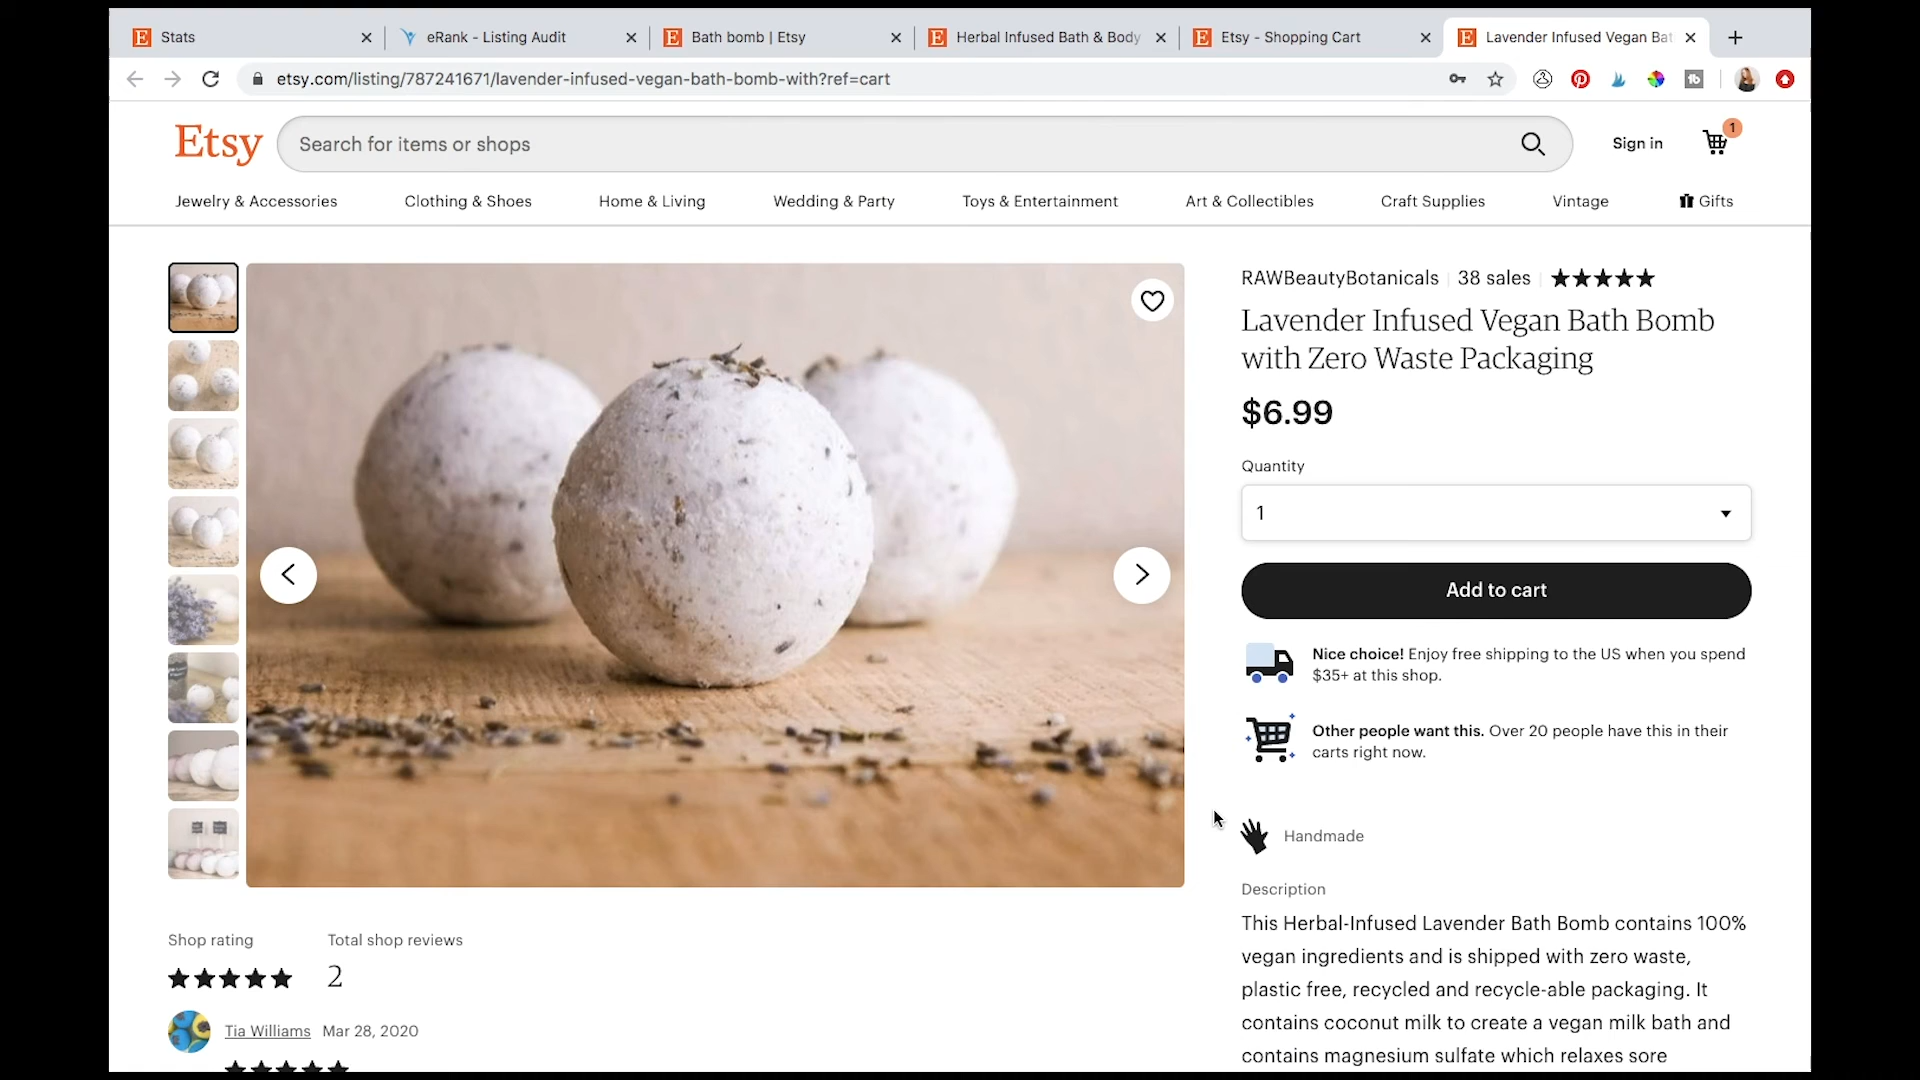 Stats
eRank - Listing Audit
Bath bomb | Etsy
Herbal Infused Bath & Body
Etsy - Shopping Cart
Lavender Infused Vegan Bat
etsy.com/listing/787241671/lavender-infused-vegan-bath-bomb-with?ref=cart
Etsy
Search for items or shops
Sign in
1
Jewelry & Accessories
Clothing & Shoes
Home & Living
Wedding & Party
Toys & Entertainment
Art & Collectibles
Craft Supplies
Vintage
Gifts
RAWBeautyBotanicals 38 sales
Lavender Infused Vegan Bath Bomb
with Zero Waste Packaging
$6.99
Quantity
1
Add to cart
Nice choice! Enjoy free shipping to the US when you spend
$35+ at this shop.
Other people want this. Over 20 people have this in their
carts right now.
Handmade
Description
This Herbal-Infused Lavender Bath Bomb contains 100%
vegan ingredients and is shipped with zero waste,
plastic free, recycled and recycle-able packaging. It
contains coconut milk to create a vegan milk bath and
contains magnesium sulfate which relaxes sore
Shop rating
Total shop reviews
2
Tia Williams Mar 28, 2020